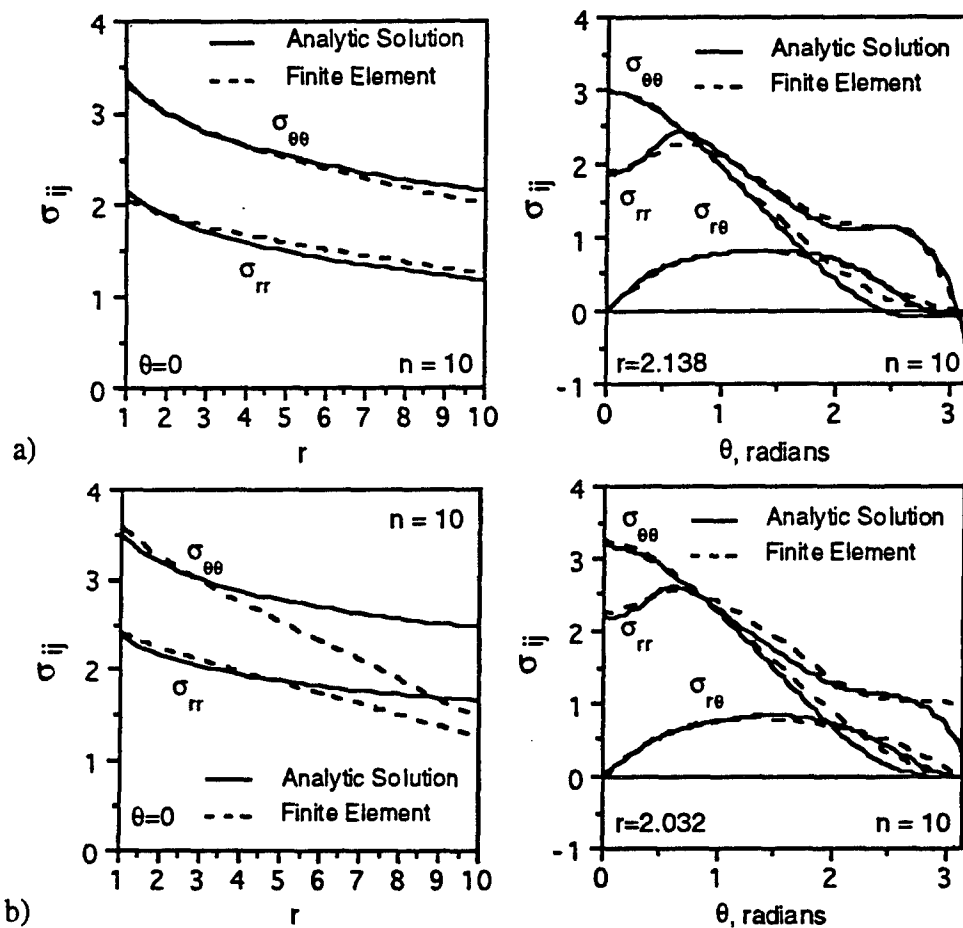 4
Analytic Solution
Finite Element
3
σθθ
σij
2
σrr
1
θ=0
n = 10
0
1 2 3 4 5 6 7 8 9 10
r
a)
4
Analytic Solution
Finite Element
σθθ
3
σij
2
σrr
σrθ
1
0
r=2.138
n = 10
-1
0 1 2 3
θ, radians
4
n = 10
σθθ
3
σij
2
σrr
1
Analytic Solution
Finite Element
θ=0
0
1 2 3 4 5 6 7 8 9 10
r
b)
4
σθθ
Analytic Solution
Finite Element
3
σij
2
σrr
σrθ
1
0
r=2.032
n = 10
-1
0 1 2 3
θ, radians